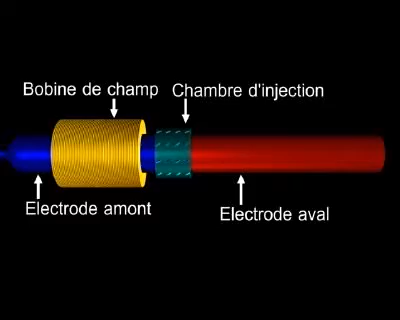 Bobine de champ
Chambre d'injection
Electrode amont
Electrode aval